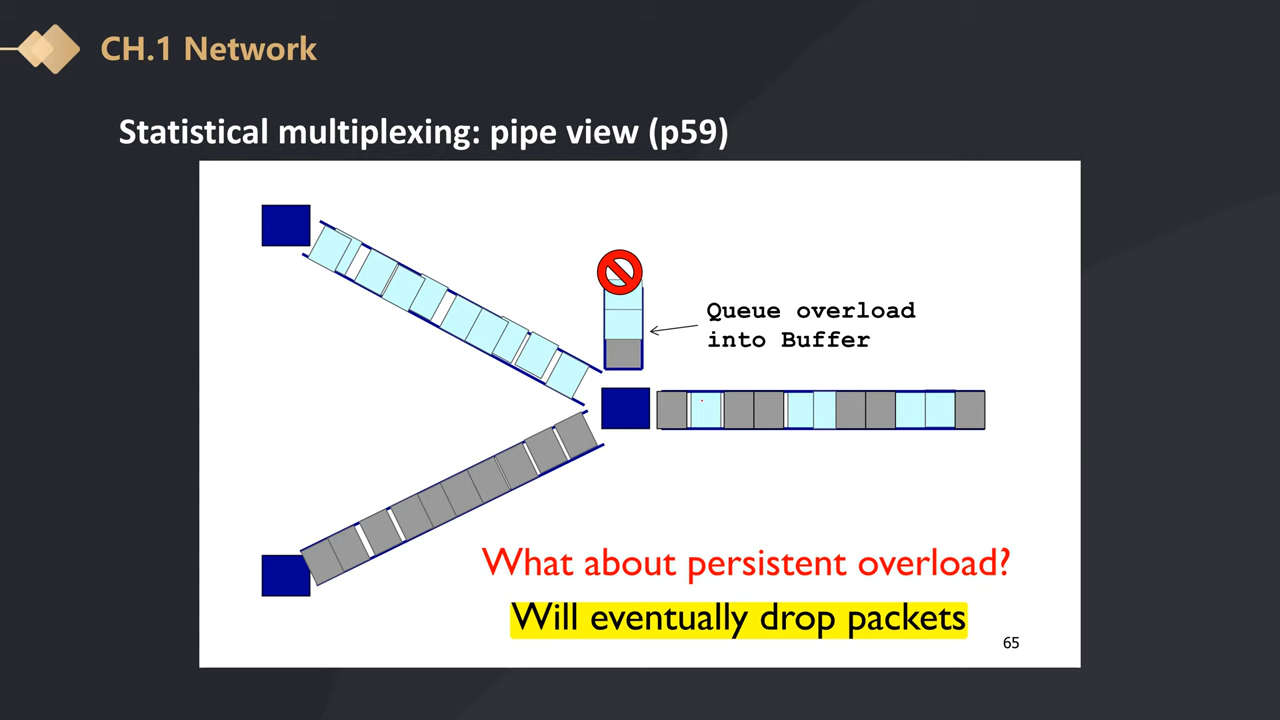 CH.1 Network
Statistical multiplexing: pipe view (p59)
Queue overload
into Buffer
What about persistent overload?
Will eventually drop packets
65